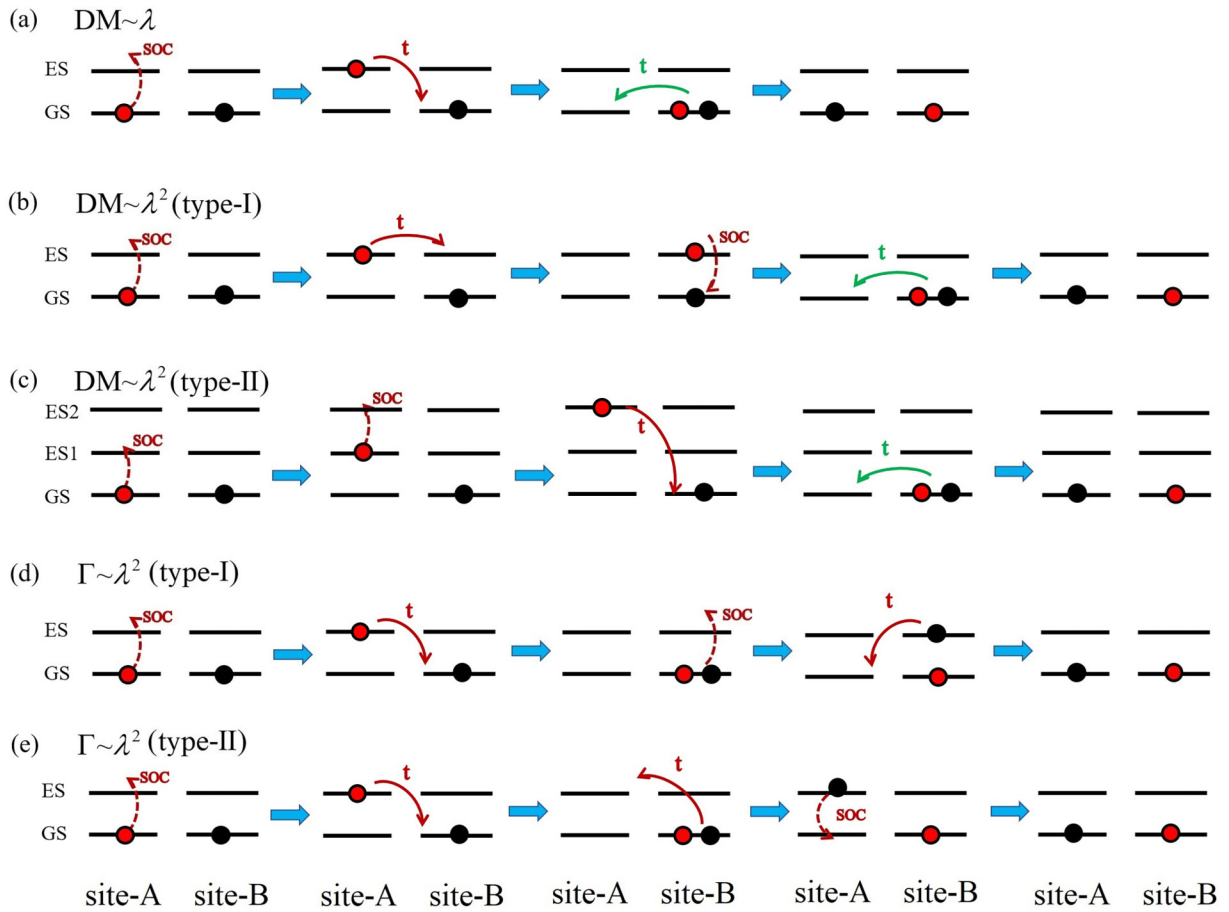 (a) DM~λ
SOC t t
ES
GS
(b) DM~λ² (type-I)
SOC t SOC t
ES
GS
(c) DM~λ² (type-II)
ES2 SOC
SOC t t
ES1
GS
(d) Γ~λ² (type-I)
SOC t SOC t
ES
GS
(e) Γ~λ² (type-II)
SOC t t
ES
SOC
GS
site-A site-B site-A site-B site-B site-A site-B site-A site-B